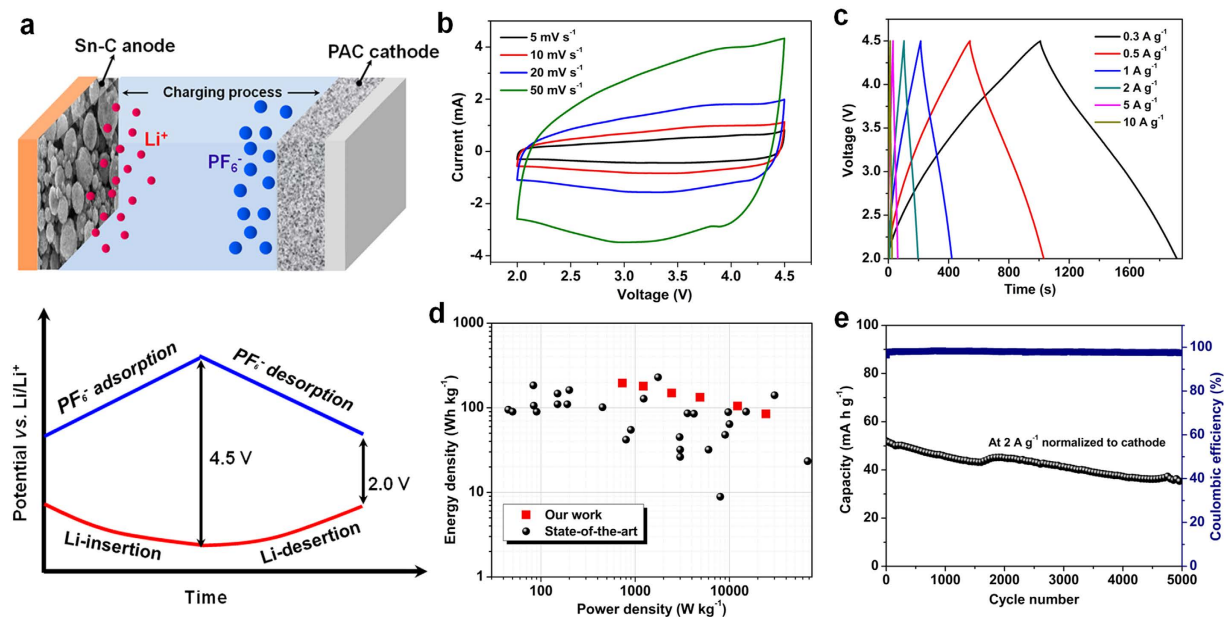 a
Sn-C anode
PAC cathode
Charging process
Li⁺
PF₆⁻
Potential vs. Li/Li⁺
PF₆⁻ adsorption
PF₆⁻ desorption
4.5 V
2.0 V
Li-insertion
Li-desertion
Time
b
5 mV s⁻¹
10 mV s⁻¹
20 mV s⁻¹
50 mV s⁻¹
Current (mA)
4
2
0
-2
-4
2.0 2.5 3.0 3.5 4.0 4.5
Voltage (V)
c
0.3 A g⁻¹
0.5 A g⁻¹
1 A g⁻¹
2 A g⁻¹
5 A g⁻¹
10 A g⁻¹
Voltage (V)
4.5
4.0
3.5
3.0
2.5
2.0
0 400 800 1200 1600
Time (s)
d
Energy density (Wh kg⁻¹)
1000
100
10
1
Our work
State-of-the-art
100 1000 10000
Power density (W kg⁻¹)
e
Capacity (mA h g⁻¹)
100
80
60
40
20
0
At 2 A g⁻¹ normalized to cathode
Coulombic efficiency (%)
100
80
60
40
20
0
0 1000 2000 3000 4000 5000
Cycle number